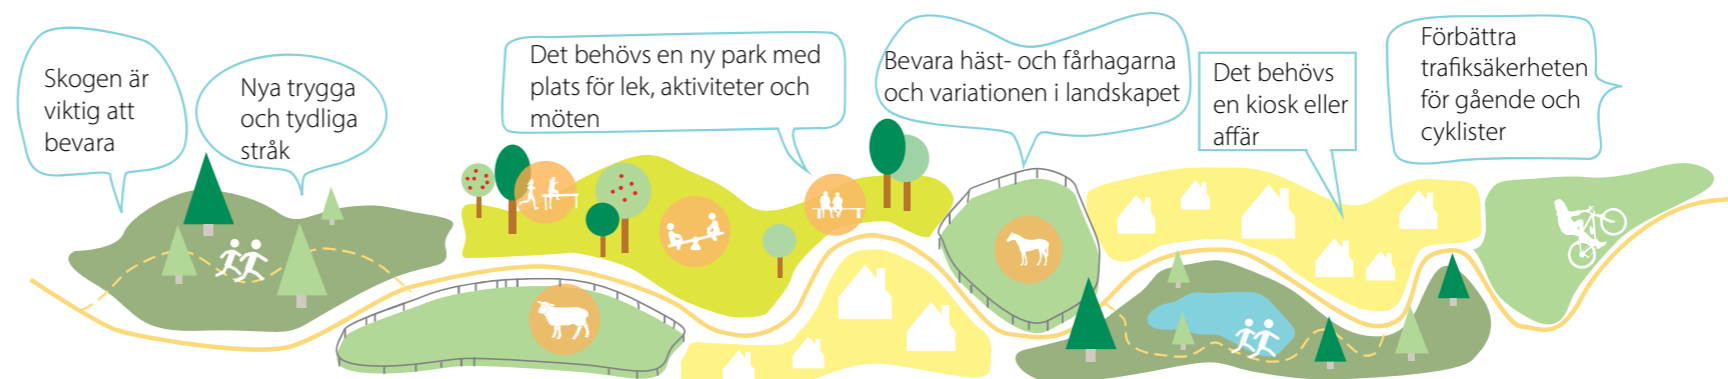 Skogen är
viktig att
bevara
Nya trygga
och tydliga
stråk
Det behövs en ny park med
plats för lek, aktiviteter och
möten
Bevara häst- och fårhagarna
och variationen i landskapet
Det behövs
en kiosk eller
affär
Förbättra
trafiksäkerheten
för gående och
cyklister